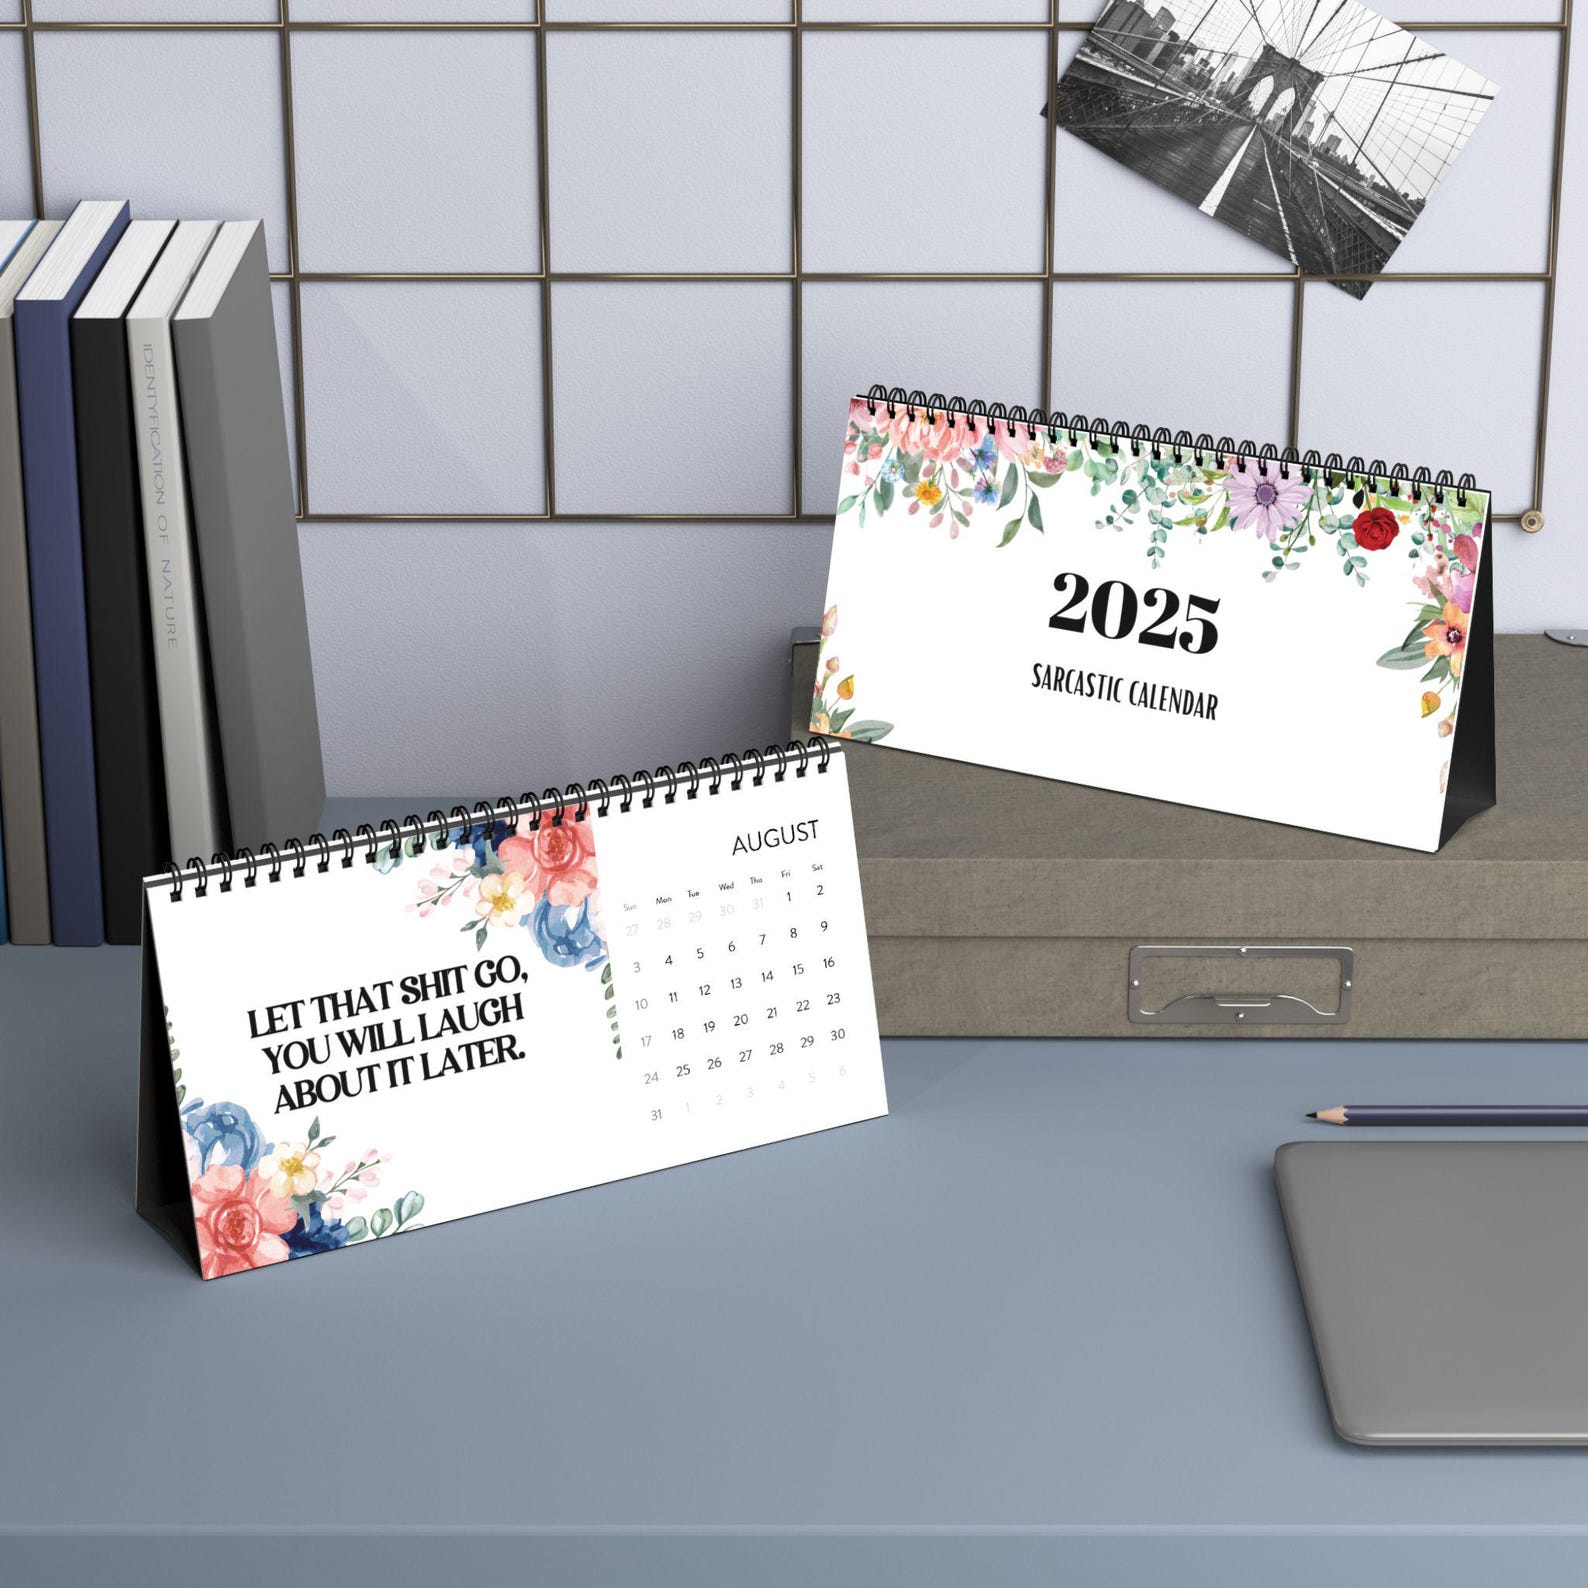 IDENTYFICATION OF NATURE
2025
SARCASTIC CALENDAR
LET THAT SHIT GO,
YOU WILL LAUGH
ABOUT IT LATER.
AUGUST
Sun Mon Tue Wed Thu Fri Sat
27 28 29 30 31 1 2
3 4 5 6 7 8 9
10 11 12 13 14 15 16
17 18 19 20 21 22 23
24 25 26 27 28 29 30
31 1 2 3 4 5 6